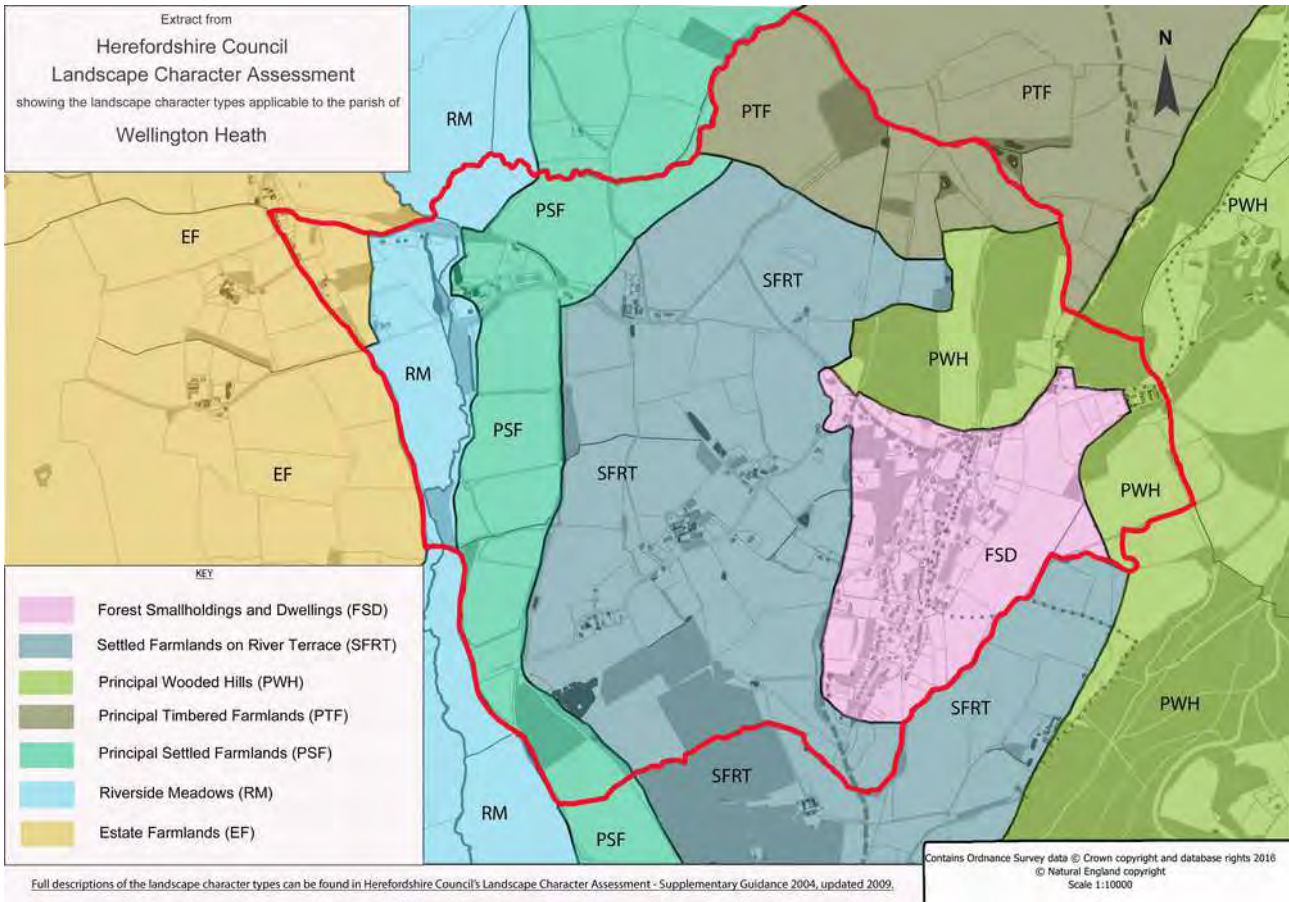 Extract from
Herefordshire Council
Landscape Character Assessment
showing the landscape character types applicable to the parish of
Wellington Heath
N
RM
PTF
PTF
PWH
EF
PSF
SFRT
PWH
RM
PSF
EF
SFRT
PWH
FSD
SFRT
PWH
SFRT
RM
PSF
KEY
Forest Smallholdings and Dwellings (FSD)
Settled Farmlands on River Terrace (SFRT)
Principal Wooded Hills (PWH)
Principal Timbered Farmlands (PTF)
Principal Settled Farmlands (PSF)
Riverside Meadows (RM)
Estate Farmlands (EF)
Full descriptions of the landscape character types can be found in Herefordshire Council's Landscape Character Assessment - Supplementary Guidance 2004, updated 2009.
Contains Ordnance Survey data © Crown copyright and database rights 2016
© Natural England copyright
Scale 1:10000